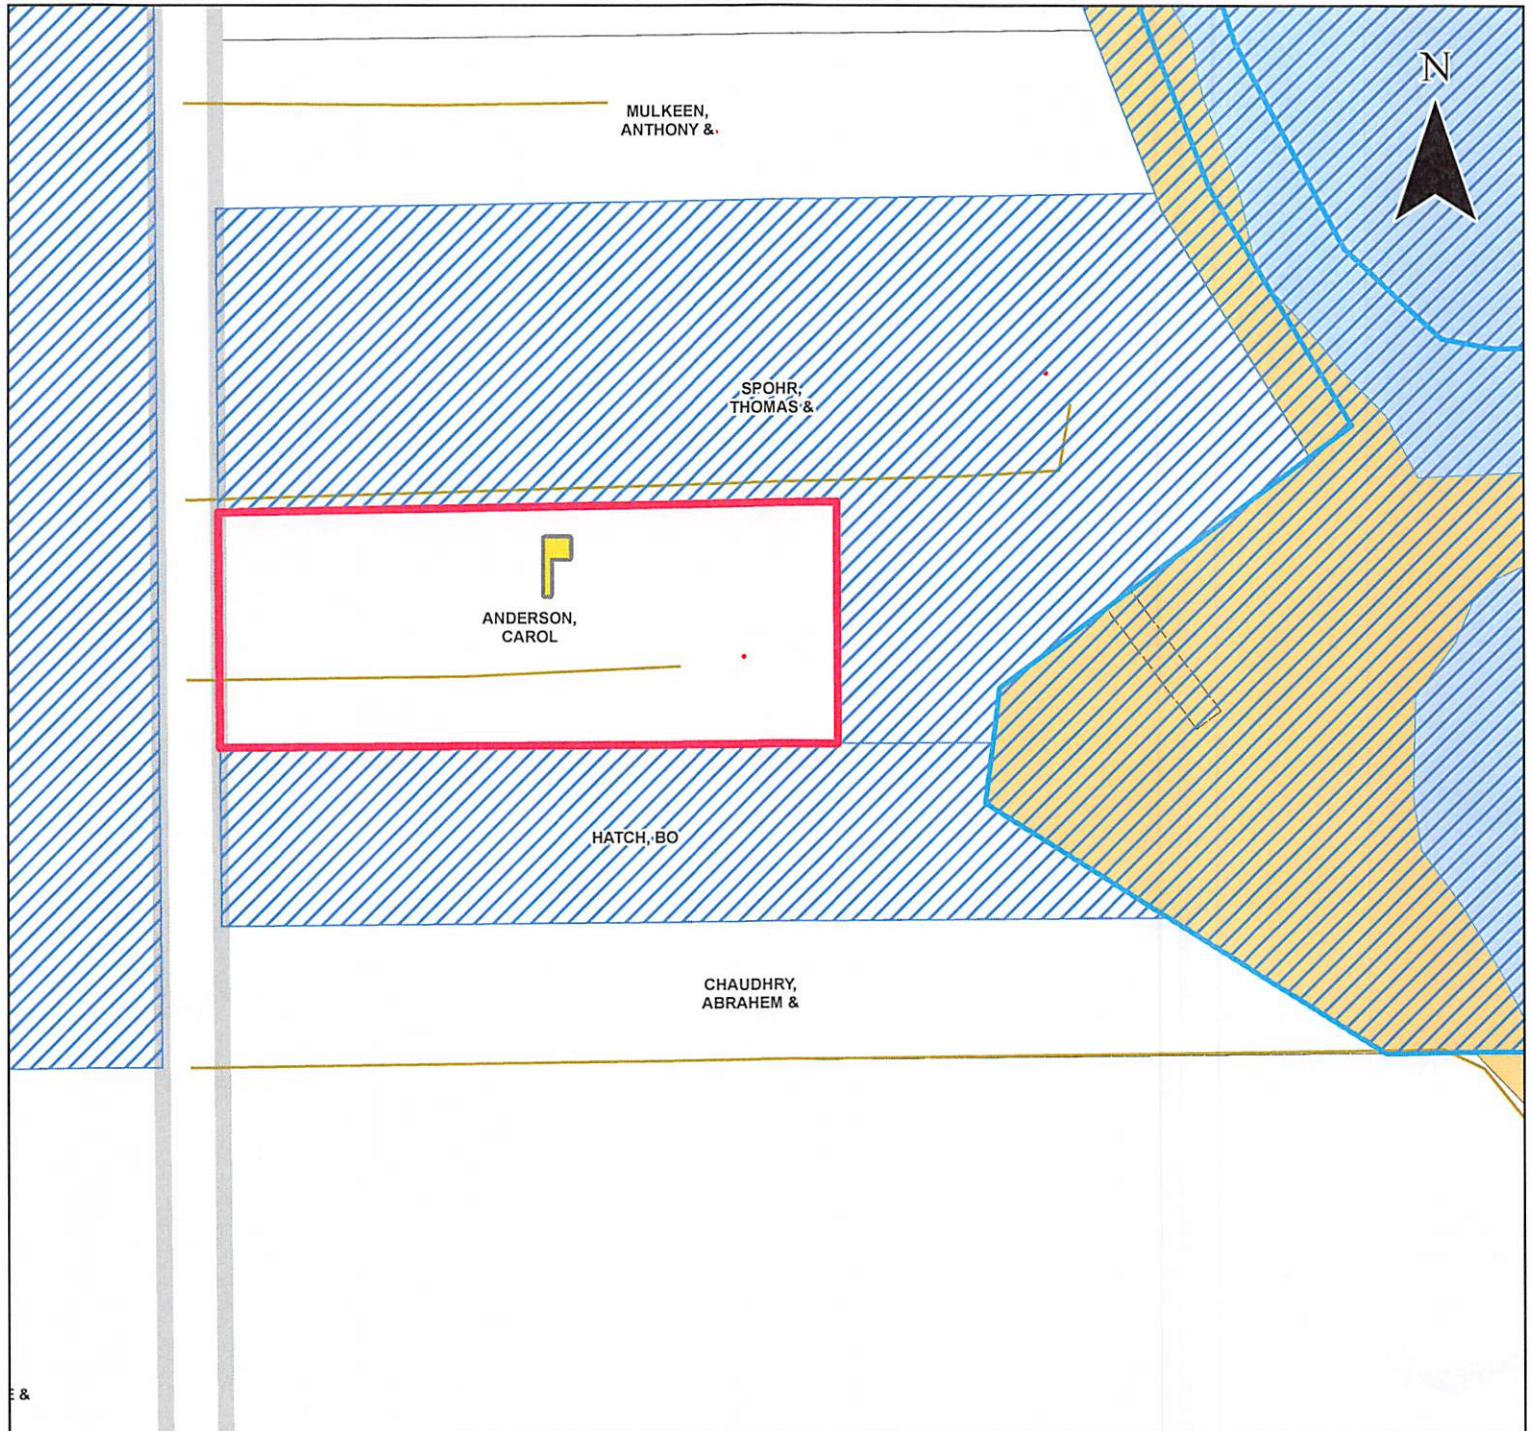 N
MULKEEN,
ANTHONY &
SPOHR,
THOMAS &
ANDERSON,
CAROL
HATCH, BO
CHAUDHRY,
ABRAHEM &
E &